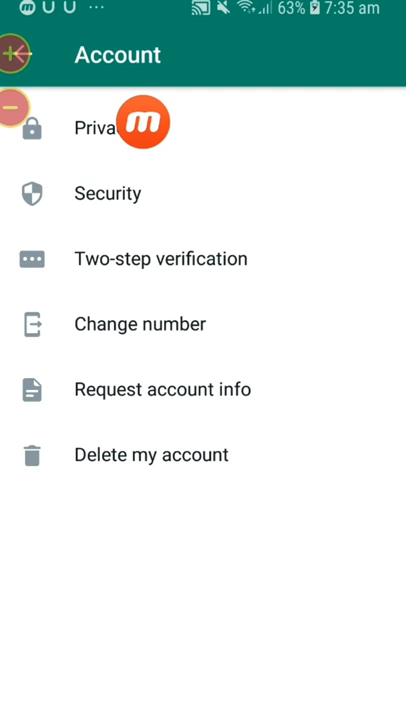 63% 7:35 am
Account
Priva
Security
Two-step verification
Change number
Request account info
Delete my account